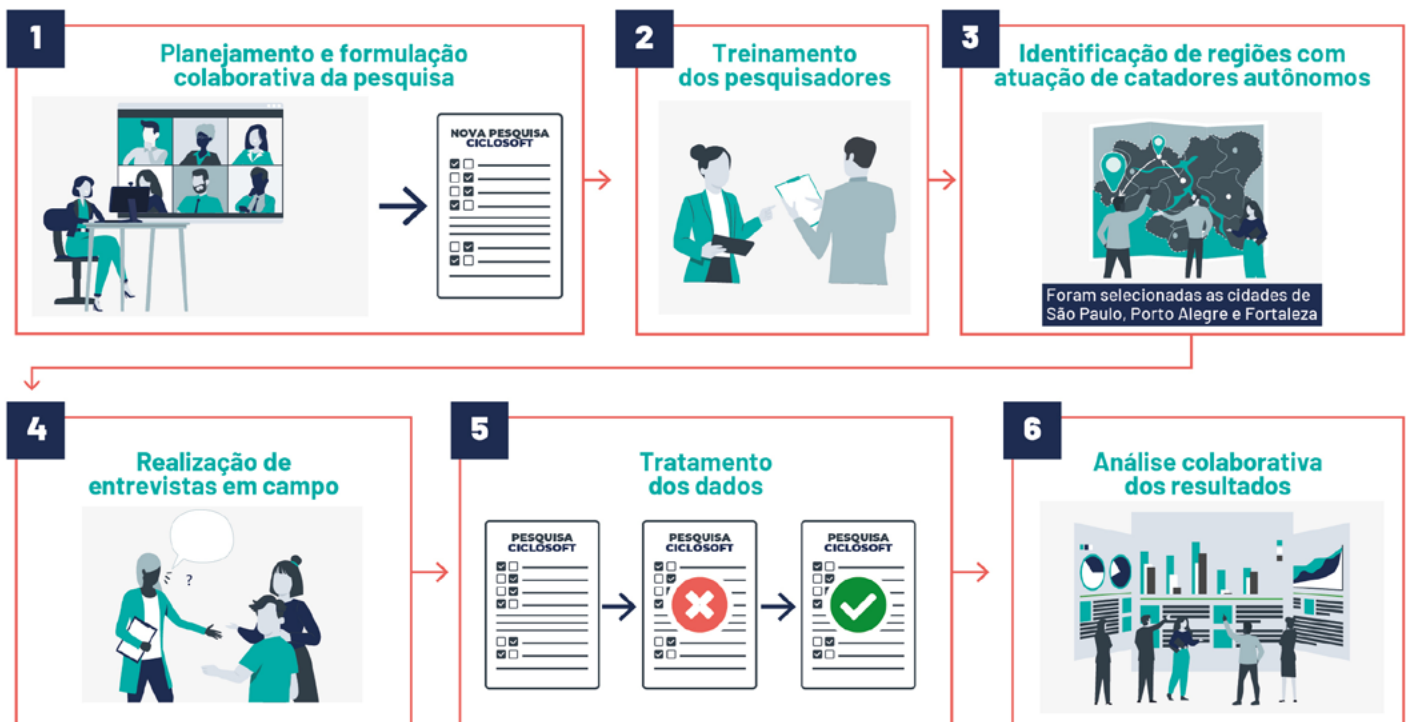 1
Planejamento e formulação
colaborativa da pesquisa
NOVA PESQUISA
CICLOSOFT
2
Treinamento
dos pesquisadores
3
Identificação de regiões com
atuação de catadores autônomos
Foram selecionadas as cidades de
São Paulo, Porto Alegre e Fortaleza
4
Realização de
entrevistas em campo
?
5
Tratamento
dos dados
PESQUISA
CICLOSOFT
PESQUISA
CICLOSOFT
PESQUISA
CICLOSOFT
6
Análise colaborativa
dos resultados